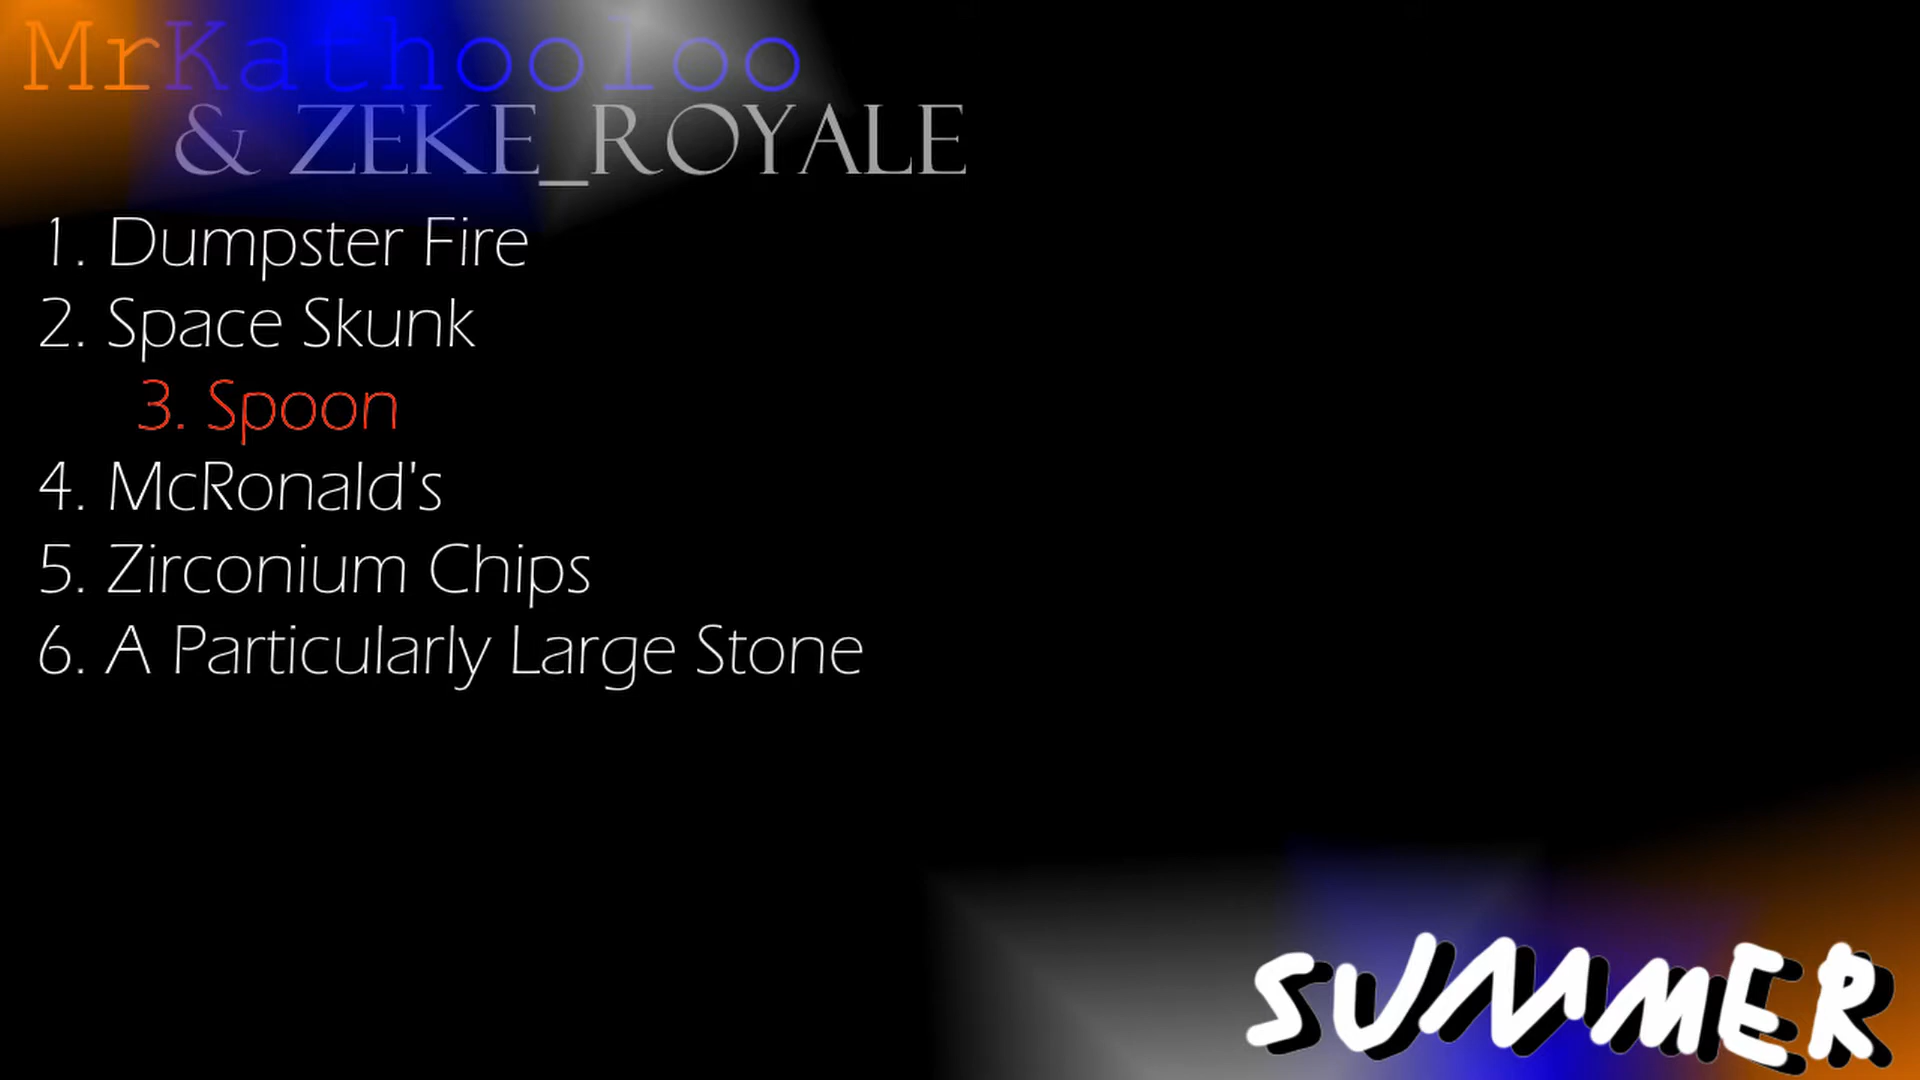 MrKathooloo
& ZEKE_ROYALE
1. Dumpster Fire
2. Space Skunk
3. Spoon
4. McRonald's
5. Zirconium Chips
6. A Particularly Large Stone
SUMMER